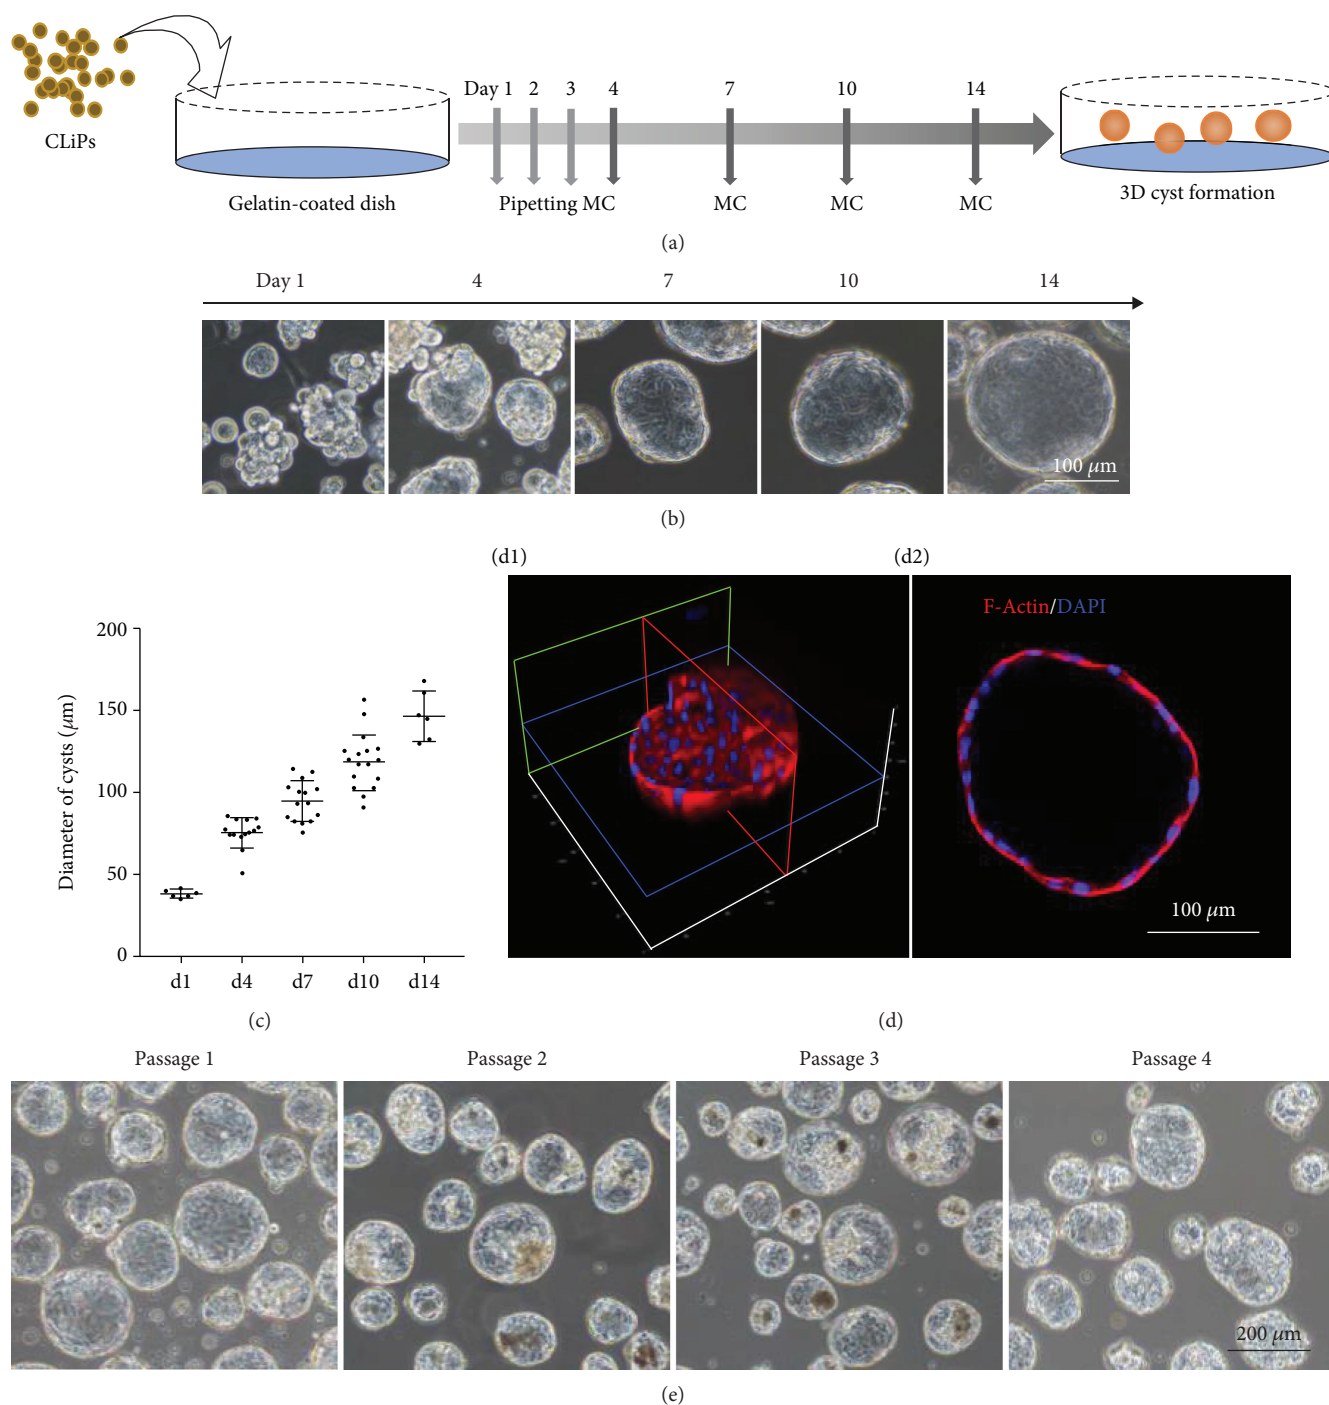 CLiPs
Gelatin-coated dish
Day 1 2 3 4 7 10 14
Pipetting MC MC MC MC
3D cyst formation
(a)
Day 1 4 7 10 14
100 μm
(b)
Diameter of cysts (μm)
200
150
100
50
0
d1 d4 d7 d10 d14
(c)
(d1) (d2)
F-Actin/DAPI
100 μm
(d)
Passage 1 Passage 2 Passage 3 Passage 4
200 μm
(e)